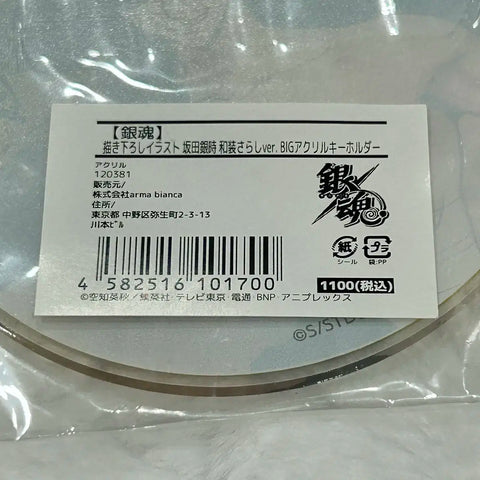 【銀魂】
描き下ろしイラスト 坂田銀時 和装さらしver. BIGアクリルキーホルダー
アクリル
120381
販売元/
株式会社arma bianca
住所/
東京都 中野区弥生町2-3-13
川本ビル
銀魂
紙
シール
プラ
袋:PP
4 582516 101700
1100(税込)
©空知英秋/集英社・テレビ東京・電通・BNP・アニプレックス
©S/STD